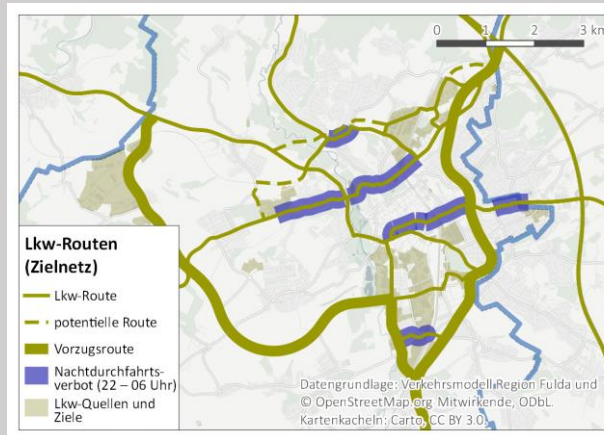 0 1 2 3 km
Lkw-Routen
(Zielnetz)
Lkw-Route
potentielle Route
Vorzugsroute
Nachtdurchfahrts-
verbot (22 – 06 Uhr)
Lkw-Quellen und
Ziele
Datengrundlage: Verkehrsmodell Region Fulda und
© OpenStreetMap.org Mitwirkende, ODbL.
Kartenkacheln: Carto, CC BY 3.0.